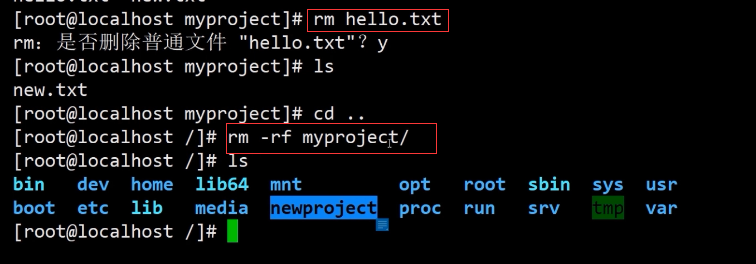 [root@localhost myproject]# rm hello.txt
rm：是否删除普通文件 "hello.txt"？y
[root@localhost myproject]# ls
new.txt
[root@localhost myproject]# cd ..
[root@localhost /]# rm -rf myproject/
[root@localhost /]# ls
bin dev home lib64 mnt opt root sbin sys usr
boot etc lib media newproject proc run srv tmp var
[root@localhost /]#